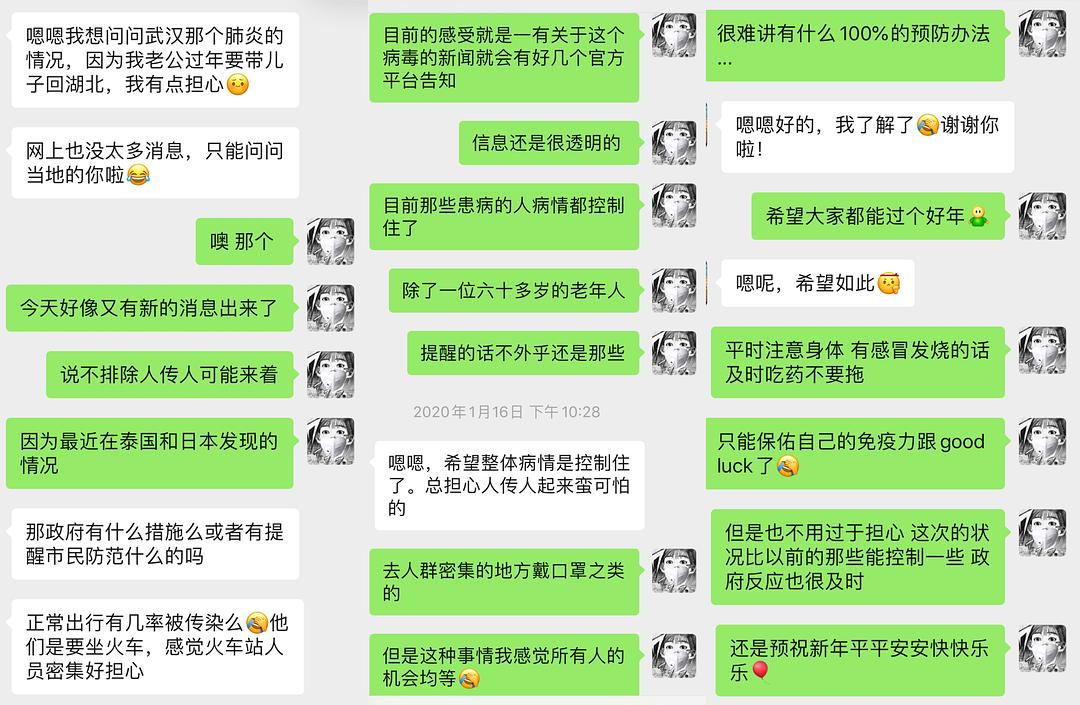 嗯嗯我想问问武汉那个肺炎的
情况，因为我老公过年要带儿
子回湖北，我有点担心🥺
网上也没太多消息，只能问问
当地的你啦😂
噢 那个
今天好像又有新的消息出来了
说不排除人传人可能来着
因为最近在泰国和日本发现的
情况
那政府有什么措施么或者有提
醒市民防范什么的吗
正常出行有几率被传染么🤣他
们是要坐火车，感觉火车站人
员密集好担心
目前的感受就是一有关于这个
病毒的新闻就会有好几个官方
平台告知
信息还是很透明的
目前那些患病的人病情都控制
住了
除了一位六十多岁的老年人
提醒的话不外乎还是那些
2020年1月16日 下午10:28
嗯嗯，希望整体病情是控制住
了。总担心人传人起来蛮可怕
的
去人群密集的地方戴口罩之类
的
但是这种事情我感觉所有人的
机会均等🤣
很难讲有什么100%的预防办法
...
嗯嗯好的，我了解了🤣谢谢你
啦！
希望大家都能过个好年
嗯呢，希望如此
平时注意身体 有感冒发烧的话
及时吃药不要拖
只能保佑自己的免疫力跟good
luck了🤣
但是也不用过于担心 这次的状
况比以前的那些能控制一些 政
府反应也很及时
还是预祝新年平平安安快快乐
乐🎈